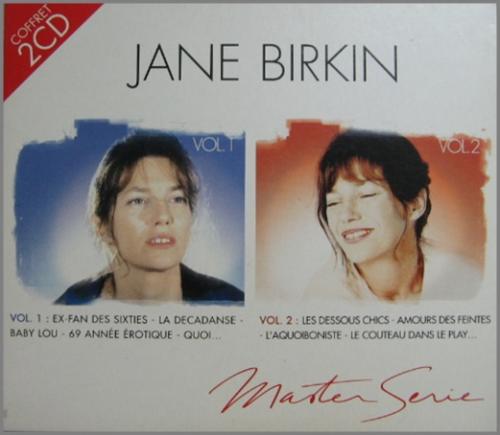 COFFRET
2CD
JANE BIRKIN
VOL.1
VOL.2
VOL. 1 : EX-FAN DES SIXTIES - LA DECADANSE -
BABY LOU - 69 ANNÉE ÉROTIQUE - QUOI...
VOL. 2 : LES DESSOUS CHICS - AMOURS DES FEINTES
- L'AQUOIBONISTE - LE COUTEAU DANS LE PLAY...
Master Serie